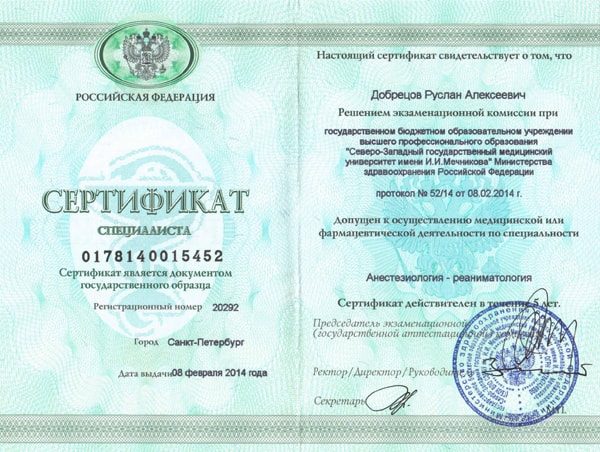 РОССИЙСКАЯ ФЕДЕРАЦИЯ
СЕРТИФИКАТ
СПЕЦИАЛИСТА
0178140015452
Сертификат является документом
государственного образца
Регистрационный номер 20292
Город Санкт-Петербург
Дата выдачи 08 февраля 2014 года
Настоящий сертификат свидетельствует о том, что
Добрецов Руслан Алексеевич
Решением экзаменационной комиссии при
государственном бюджетном образовательном учреждении
высшего профессионального образования
"Северо-Западный государственный медицинский
университет имени И.И.Мечникова" Министерства
здравоохранения Российской Федерации
протокол № 52/14 от 08.02.2014 г.
Допущен к осуществлению медицинской или
фармацевтической деятельности по специальности
Анестезиология - реаниматология
Сертификат действителен в течение 5 лет.
Председатель экзаменационной
(государственной аттестационной
Ректор/Директор/Руководитель
Секретарь
М.П.